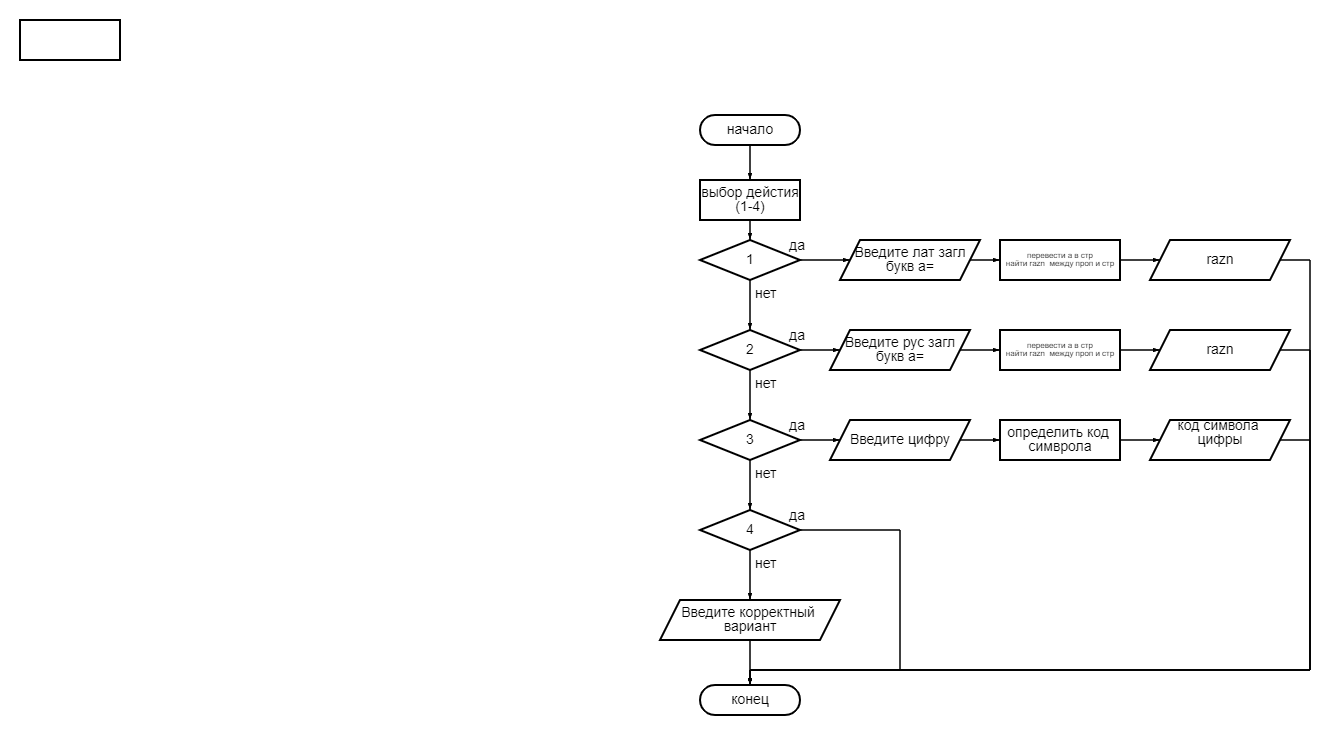 начало
выбор дейстия
(1-4)
1
да
Введите лат загл
букв а=
перевести а в стр
найти razn между проп и стр
razn
нет
2
да
Введите рус загл
букв а=
перевести а в стр
найти razn между проп и стр
razn
нет
3
да
Введите цифру
определить код
симврола
код символа
цифры
нет
4
да
нет
Введите корректный
вариант
конец